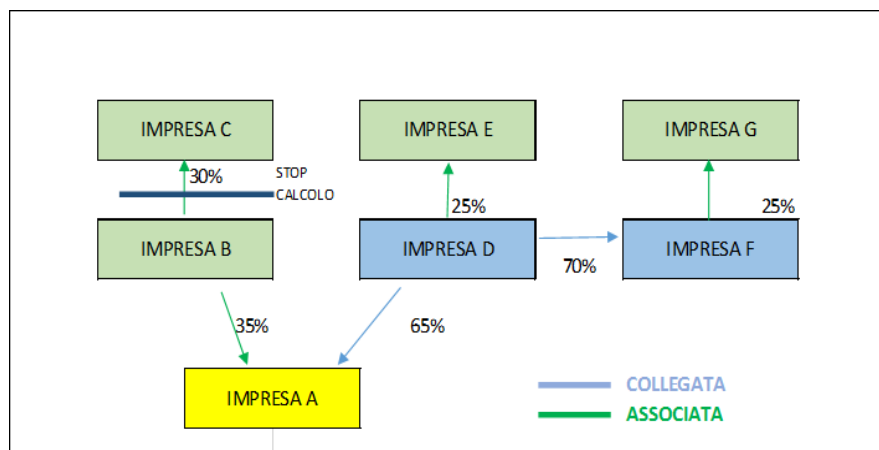 IMPRESA C
IMPRESA E
IMPRESA G
30%
STOP
CALCOLO
25%
25%
IMPRESA B
IMPRESA D
IMPRESA F
70%
35%
65%
IMPRESA A
COLLEGATA
ASSOCIATA